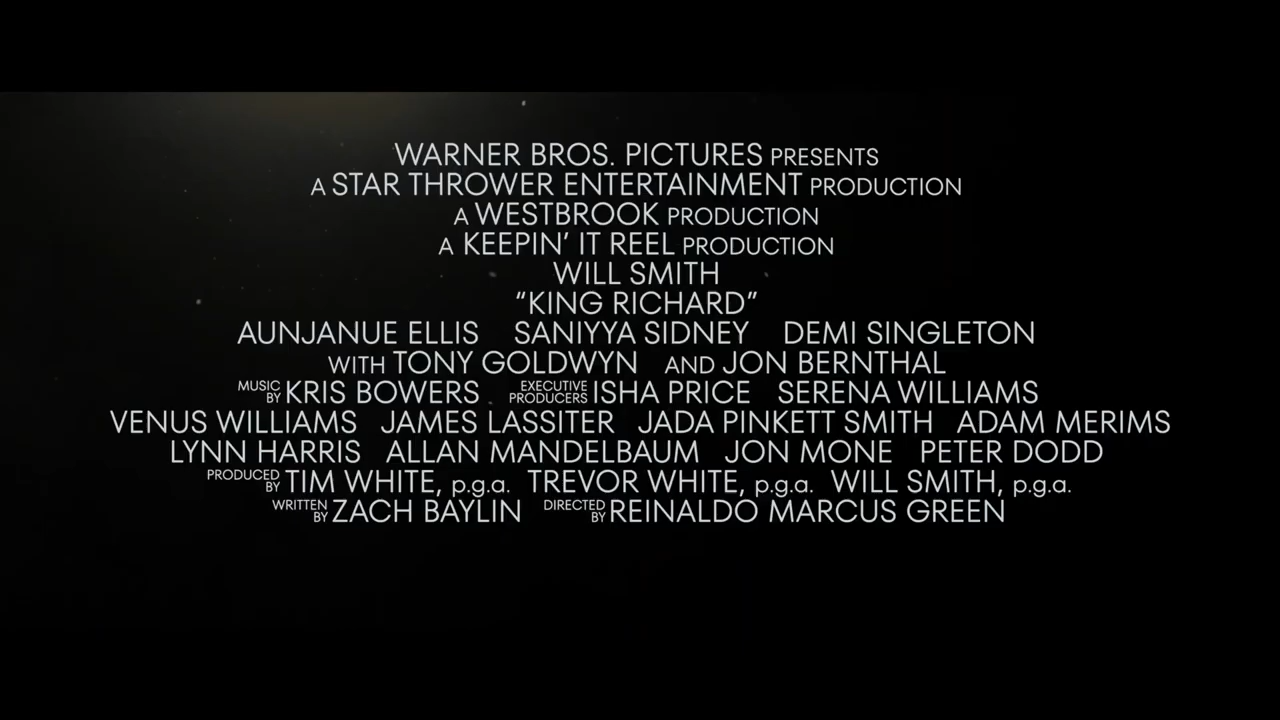 WARNER BROS. PICTURES PRESENTS
A STAR THROWER ENTERTAINMENT PRODUCTION
A WESTBROOK PRODUCTION
A KEEPIN’ IT REEL PRODUCTION
WILL SMITH
“KING RICHARD”
AUNJANUE ELLIS SANIYYA SIDNEY DEMI SINGLETON
WITH TONY GOLDWYN AND JON BERNTHAL
MUSIC BY KRIS BOWERS EXECUTIVE PRODUCERS ISHA PRICE SERENA WILLIAMS
VENUS WILLIAMS JAMES LASSITER JADA PINKETT SMITH ADAM MERIMS
LYNN HARRIS ALLAN MANDELBAUM JON MONE PETER DODD
PRODUCED BY TIM WHITE, p.g.a. TREVOR WHITE, p.g.a. WILL SMITH, p.g.a.
WRITTEN BY ZACH BAYLIN DIRECTED BY REINALDO MARCUS GREEN